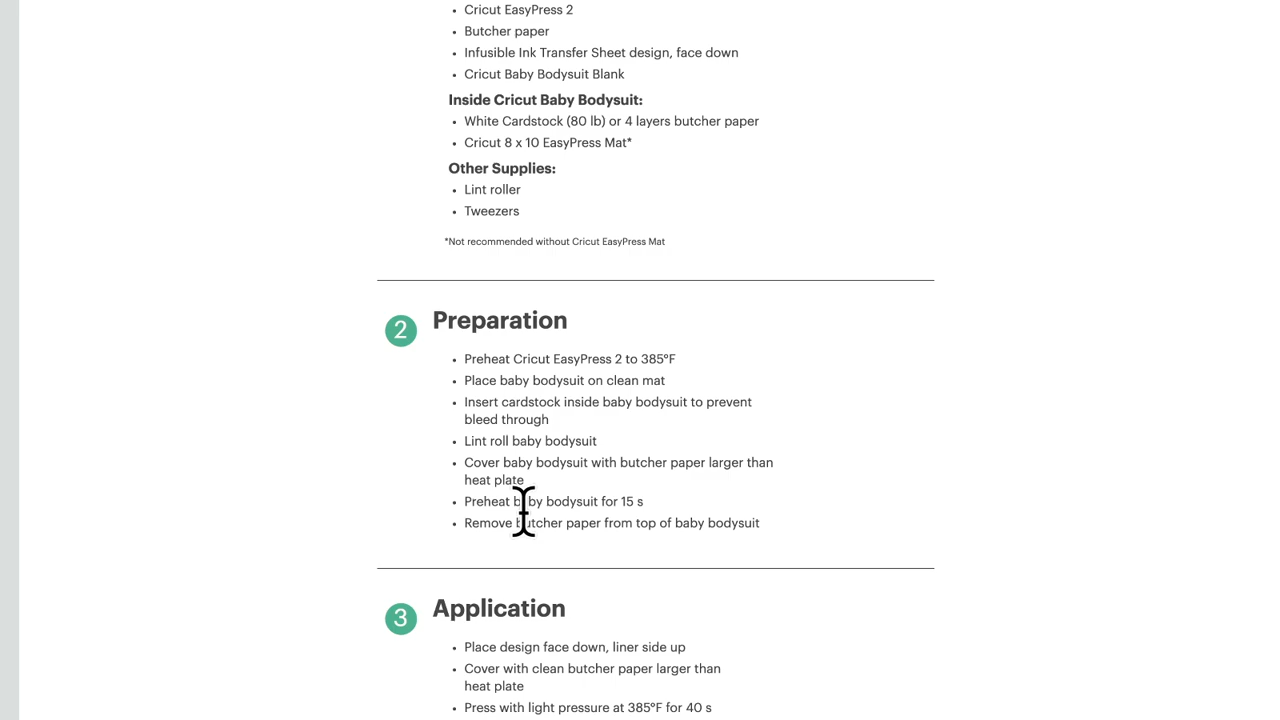 Cricut EasyPress 2
Butcher paper
Infusible Ink Transfer Sheet design, face down
Cricut Baby Bodysuit Blank
Inside Cricut Baby Bodysuit:
White Cardstock (80 lb) or 4 layers butcher paper
Cricut 8 x 10 EasyPress Mat*
Other Supplies:
Lint roller
Tweezers
*Not recommended without Cricut EasyPress Mat
2 Preparation
Preheat Cricut EasyPress 2 to 385°F
Place baby bodysuit on clean mat
Insert cardstock inside baby bodysuit to prevent
bleed through
Lint roll baby bodysuit
Cover baby bodysuit with butcher paper larger than
heat plate
Preheat baby bodysuit for 15 s
Remove butcher paper from top of baby bodysuit
3 Application
Place design face down, liner side up
Cover with clean butcher paper larger than
heat plate
Press with light pressure at 385°F for 40 s